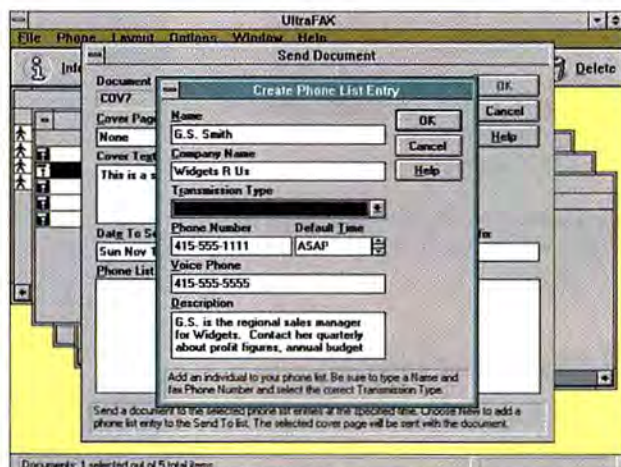 UltraFAX
File Phone Layout Options Window Help
Send Document
Delete
Document
COV7
Create Phone List Entry
OK
Cancel
Help
Cover Page
None
Cover Text
This is a s
Name
G.S. Smith
Company Name
Widgets R Us
Transmission Type
OK
Cancel
Help
Phone Number
Default Time
415-555-1111
ASAP
Voice Phone
415-555-5555
Description
G.S. is the regional sales manager
for Widgets. Contact her quarterly
about profit figures, annual budget
Add an individual to your phone list. Be sure to type a Name and
fax Phone Number and select the correct Transmission Type.
Date To Se
Sun Nov 1
Phone List
Send a document to the selected phone list entries at the specified time. Choose New to add a
phone list entry to the Send To list. The selected cover page will be sent with the document.
Documents: 1 selected out of 5 total items